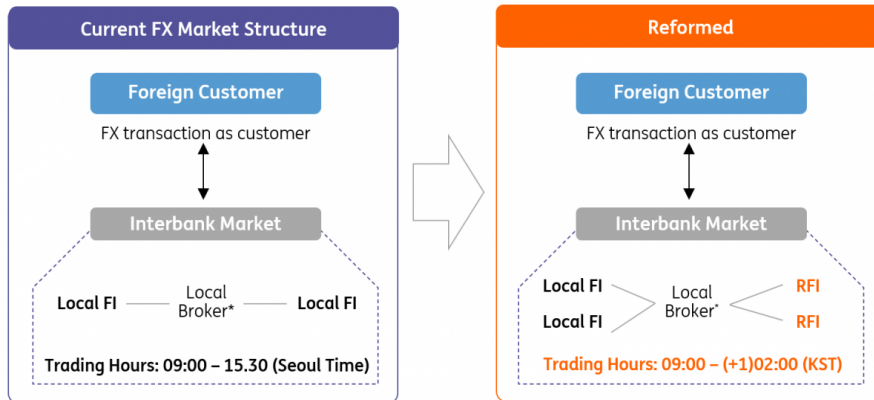 Current FX Market Structure
Foreign Customer
FX transaction as customer
Interbank Market
Local FI
Local
Broker*
Local FI
Trading Hours: 09:00 – 15.30 (Seoul Time)
Reformed
Foreign Customer
FX transaction as customer
Interbank Market
Local FI
Local FI
Local
Broker*
RFI
RFI
Trading Hours: 09:00 – (+1)02:00 (KST)